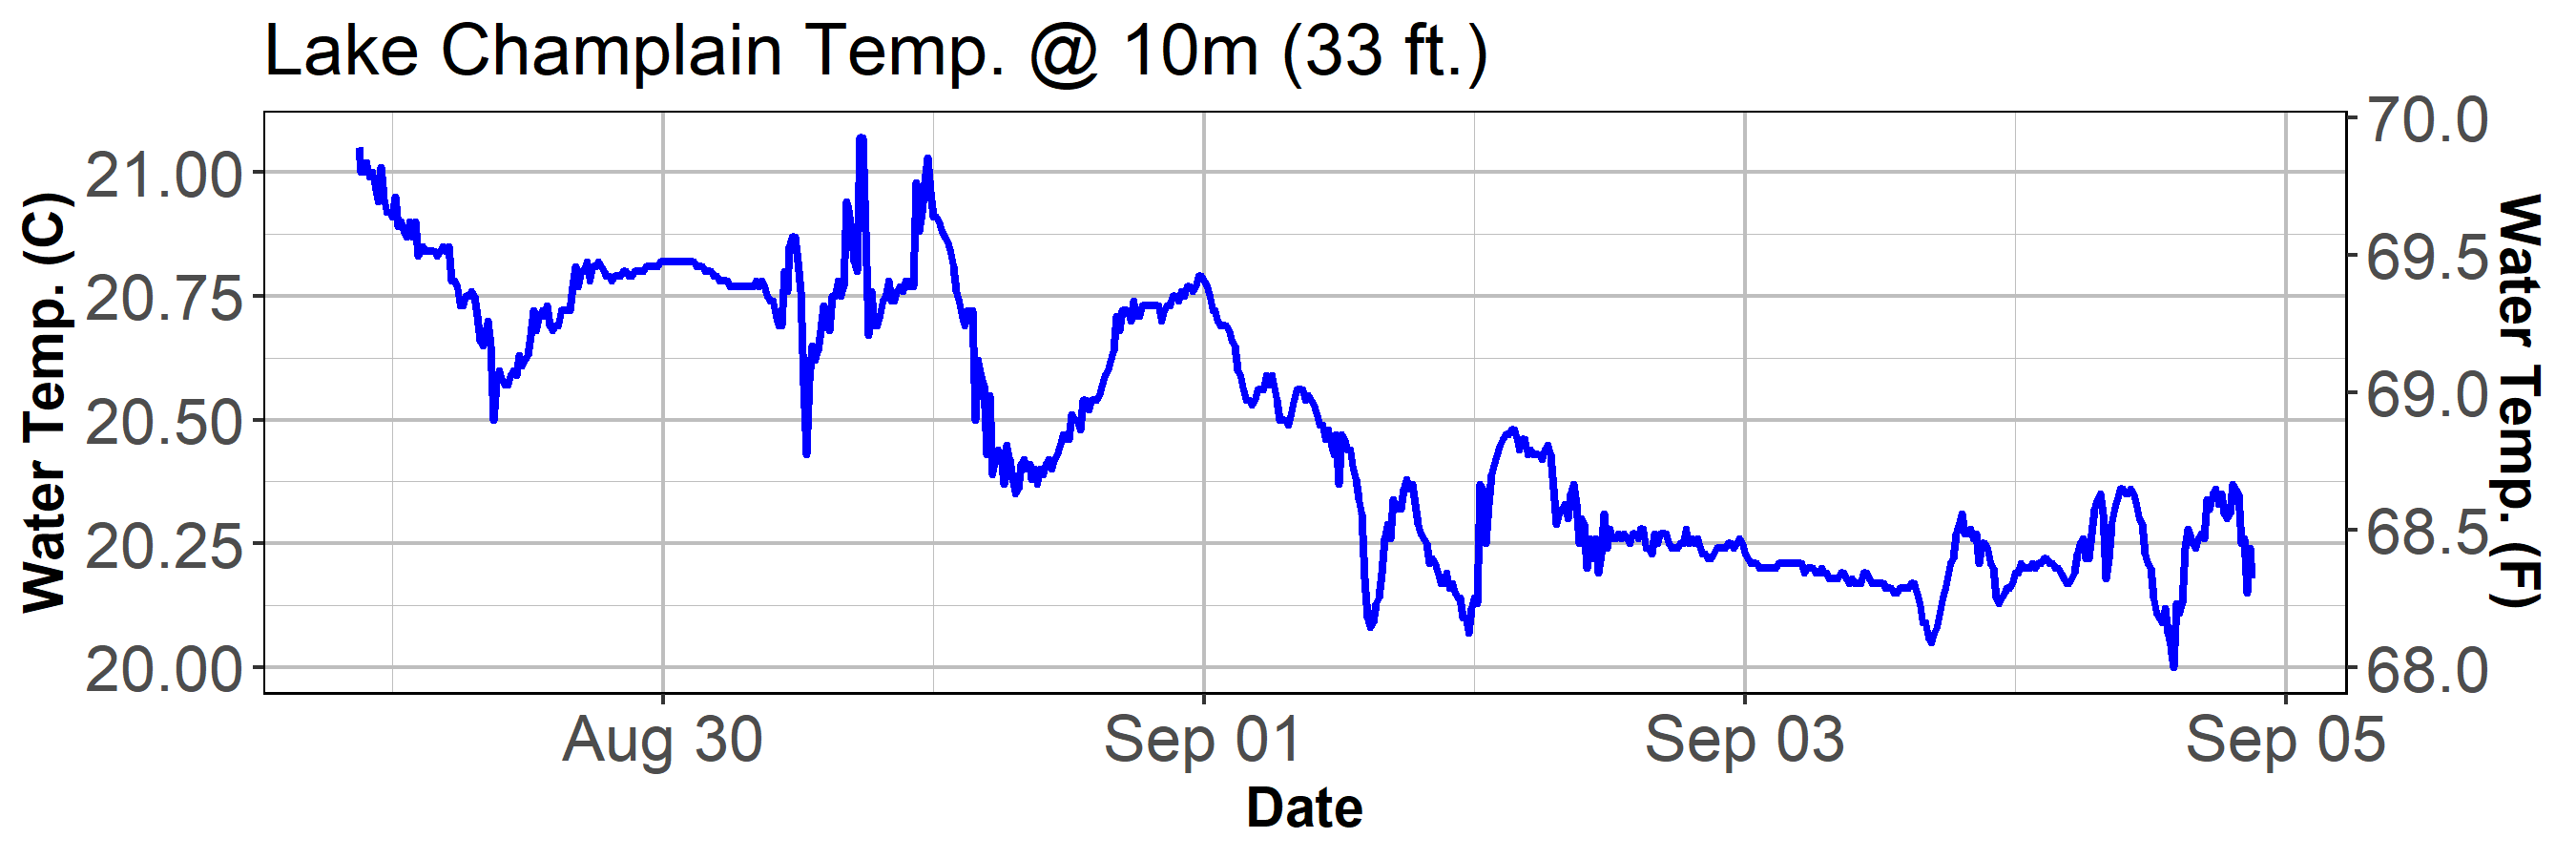 Lake Champlain Temp. @ 10m (33 ft.)
Water Temp. (C)
21.00
20.75
20.50
20.25
20.00
70.0
69.5
69.0
68.5
68.0
Water Temp. (F)
Aug 30 Sep 01 Sep 03 Sep 05
Date